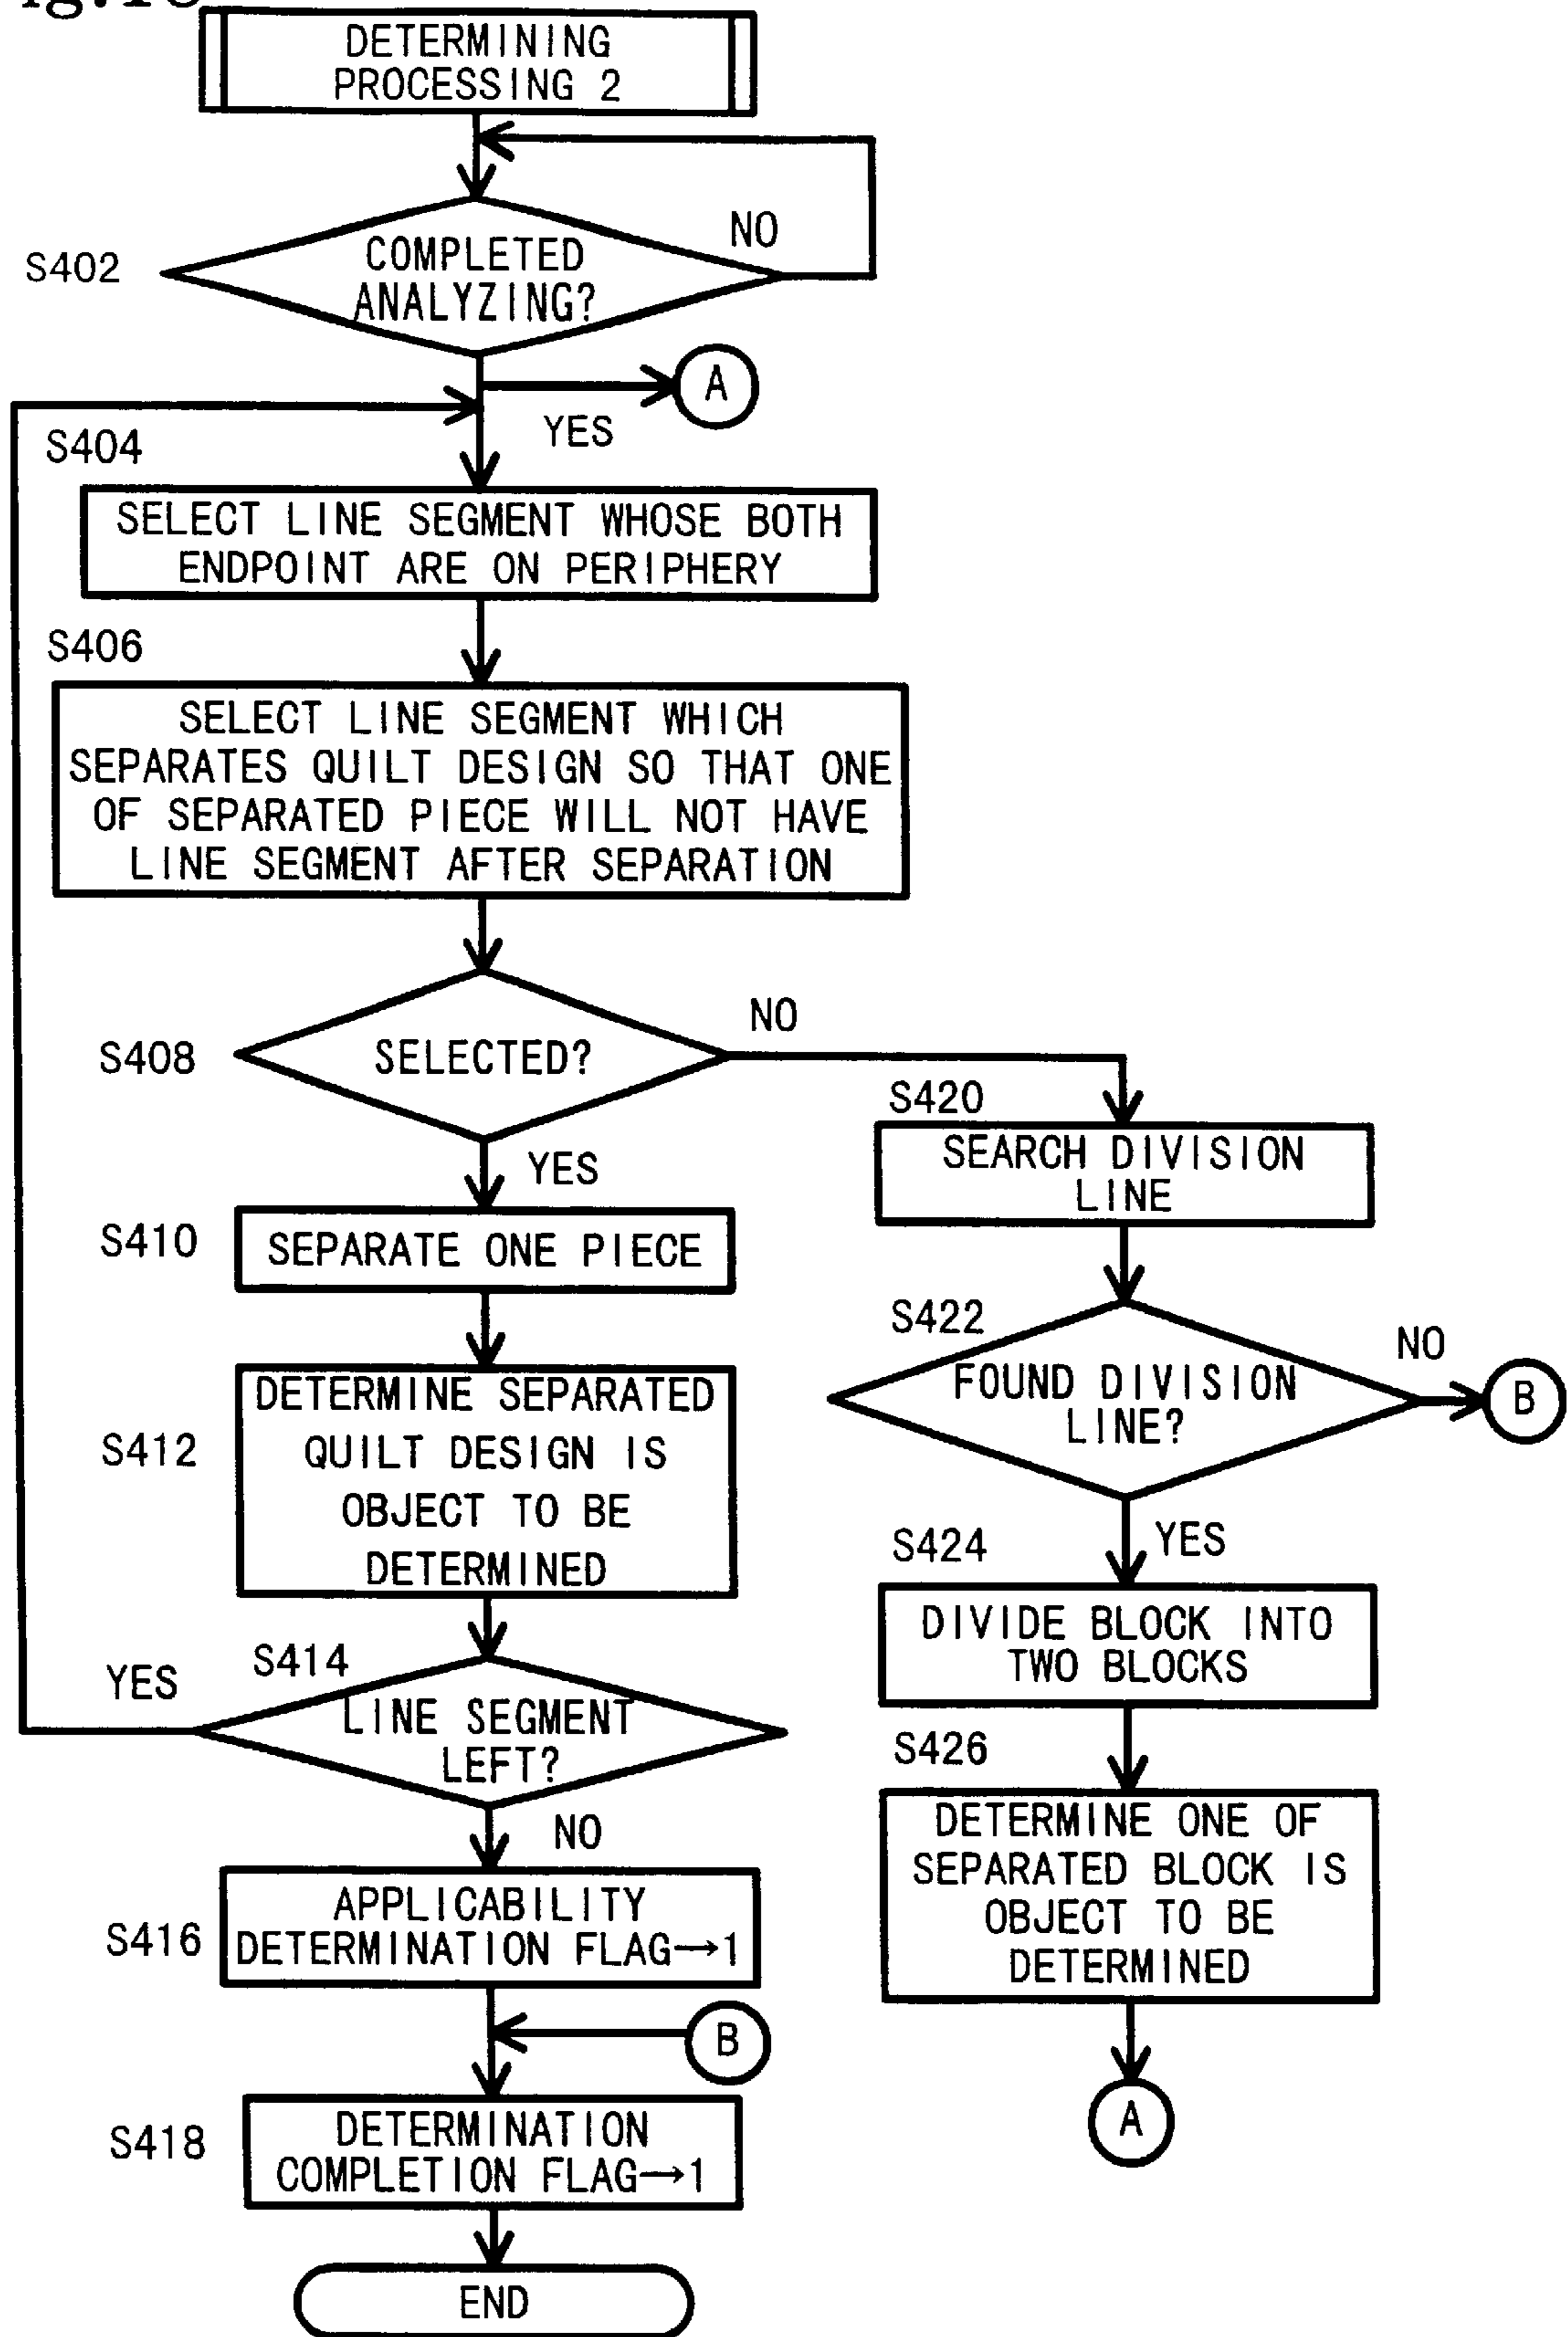 DETERMINING
PROCESSING 2
S402
COMPLETED
ANALYZING?
NO
A
YES
S404
SELECT LINE SEGMENT WHOSE BOTH
ENDPOINT ARE ON PERIPHERY
S406
SELECT LINE SEGMENT WHICH
SEPARATES QUILT DESIGN SO THAT ONE
OF SEPARATED PIECE WILL NOT HAVE
LINE SEGMENT AFTER SEPARATION
S408
SELECTED?
NO
YES
S410
SEPARATE ONE PIECE
S412
DETERMINE SEPARATED
QUILT DESIGN IS
OBJECT TO BE
DETERMINED
S414
YES
LINE SEGMENT
LEFT?
NO
S416
APPLICABILITY
DETERMINATION FLAG→1
B
S418
DETERMINATION
COMPLETION FLAG→1
END
S420
SEARCH DIVISION
LINE
S422
FOUND DIVISION
LINE?
NO
B
YES
S424
DIVIDE BLOCK INTO
TWO BLOCKS
S426
DETERMINE ONE OF
SEPARATED BLOCK IS
OBJECT TO BE
DETERMINED
A